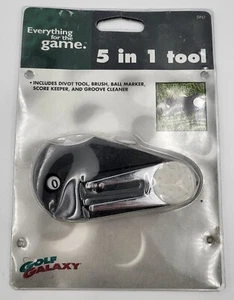 Everything
for the
game.
5 in 1 tool
• INCLUDES DIVOT TOOL, BRUSH, BALL MARKER,
SCORE KEEPER, AND GROOVE CLEANER
0
GOLF
GALAXY